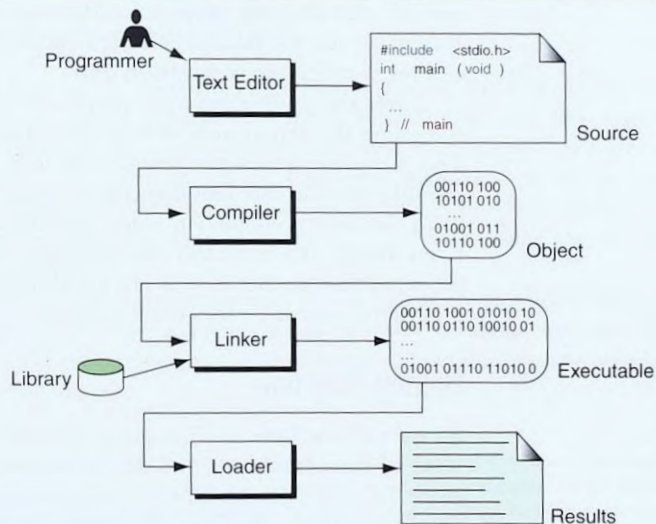 Programmer
Text Editor
#include <stdio.h>
int main ( void )
{
...
} // main
Source
Compiler
00110 100
10101 010
...
01001 011
10110 100
Object
Linker
Library
00110 1001 01010 10
00110 0110 10010 01
...
...
01001 01110 11010 0
Executable
Loader
Results